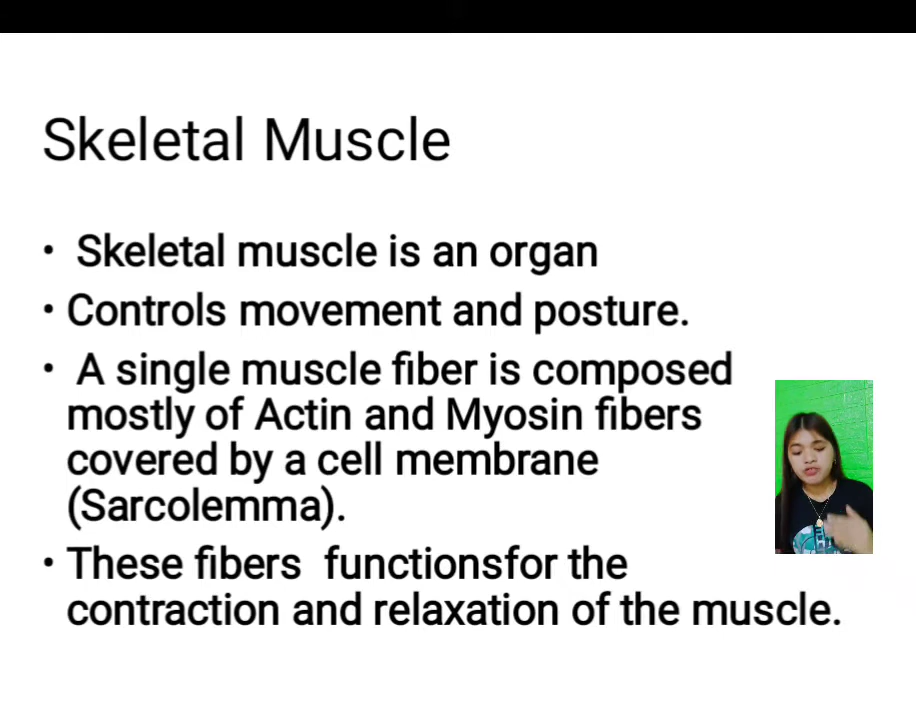 Skeletal Muscle
• Skeletal muscle is an organ
• Controls movement and posture.
• A single muscle fiber is composed
mostly of Actin and Myosin fibers
covered by a cell membrane
(Sarcolemma).
• These fibers functionsfor the
contraction and relaxation of the muscle.